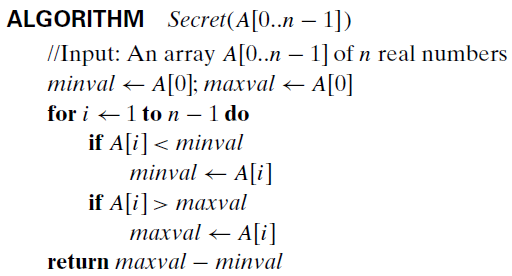 ALGORITHM Secret(A[0..n – 1])
//Input: An array A[0..n – 1] of n real numbers
minval ← A[0]; maxval ← A[0]
for i ← 1 to n – 1 do
if A[i] < minval
minval ← A[i]
if A[i] > maxval
maxval ← A[i]
return maxval – minval